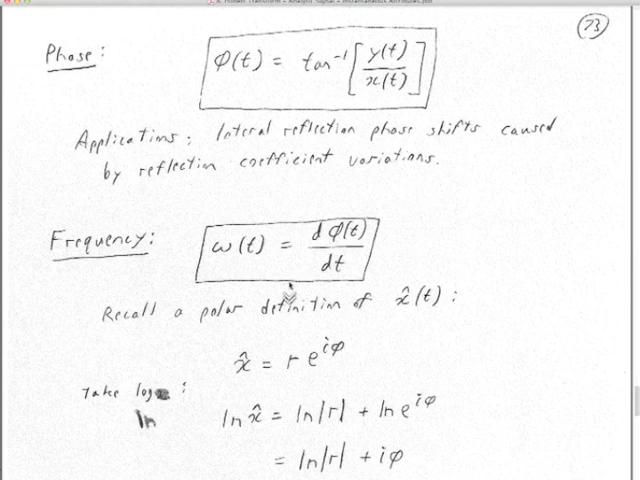 73
Phase: φ(t) = tan⁻¹ [ y(t) / x(t) ]
Applications: lateral reflection phase shifts caused
by reflection coefficient variations.
Frequency: ω(t) = dφ(t) / dt
Recall a polar definition of x̂(t):
x̂ = r e^{iφ}
Take log:
ln
ln x̂ = ln|r| + ln e^{iφ}
= ln|r| + iφ